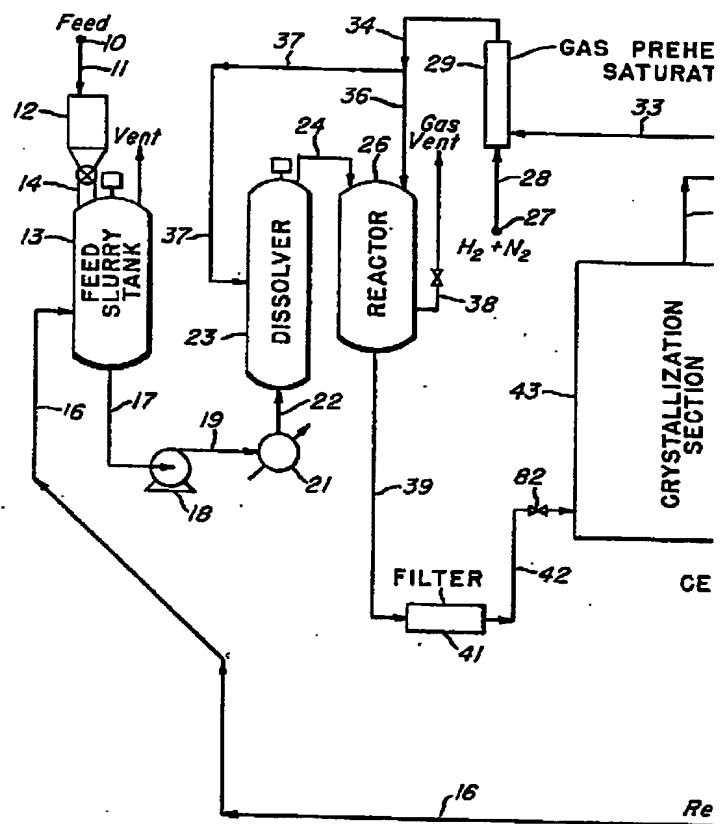 Feed
10
11
12
14
13
Vent
FEED
SLURRY
TANK
16
17
18
19
21
22
23
DISSOLVER
24
37
37
34
36
26
REACTOR
Gas
Vent
38
39
29
GAS PREHE
SATURAT
33
28
27
H₂ + N₂
43
CRYSTALLIZATION
SECTION
82
42
FILTER
41
CE
16
Re